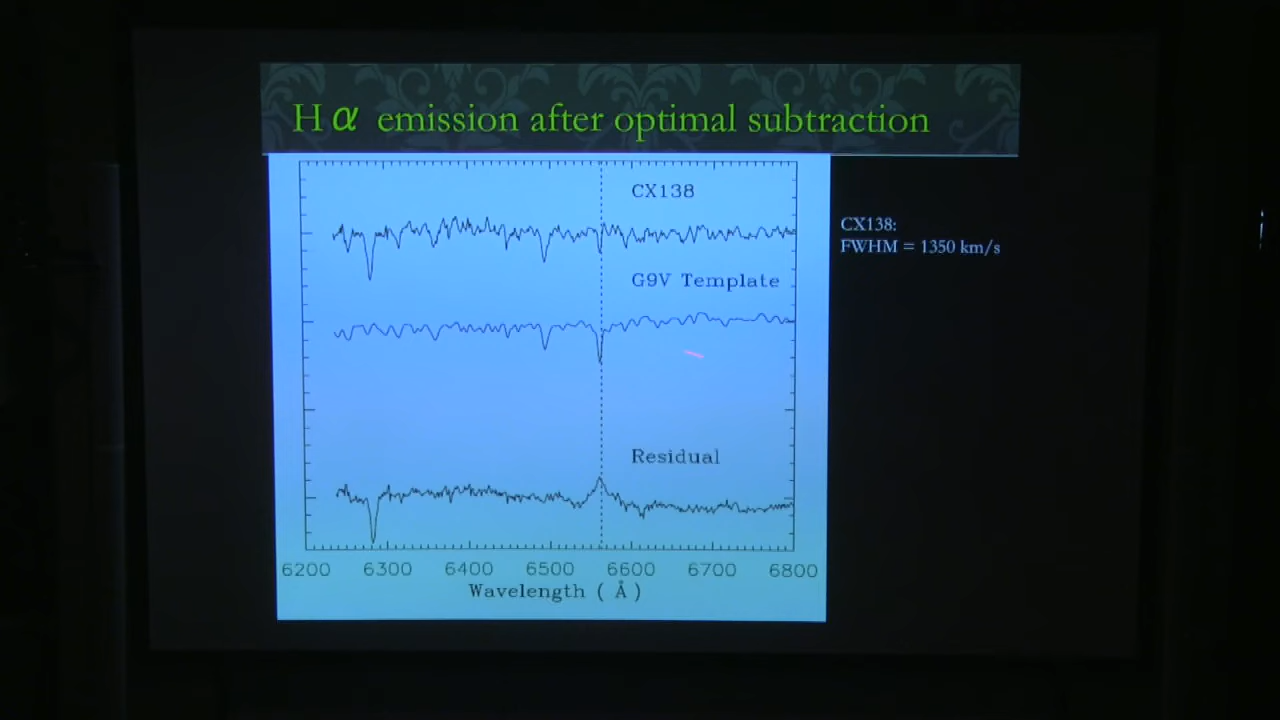 Hα emission after optimal subtraction
CX138
CX138:
FWHM = 1350 km/s
G9V Template
Residual
6200 6300 6400 6500 6600 6700 6800
Wavelength ( Å )